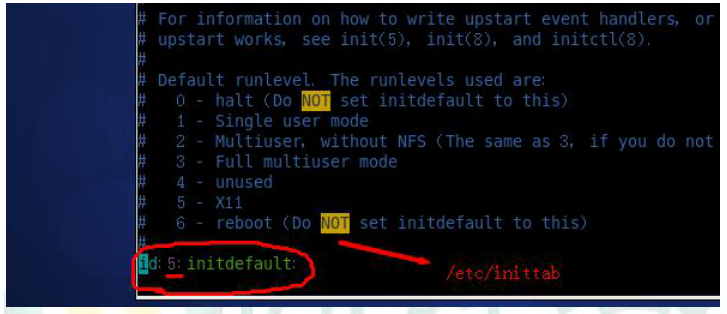 # For information on how to write upstart event handlers, or
# upstart works, see init(5), init(8), and initctl(8).
#
# Default runlevel. The runlevels used are:
#   0 - halt (Do NOT set initdefault to this)
#   1 - Single user mode
#   2 - Multiuser, without NFS (The same as 3, if you do not
#   3 - Full multiuser mode
#   4 - unused
#   5 - X11
#   6 - reboot (Do NOT set initdefault to this)
#
id:5:initdefault:
/etc/inittab